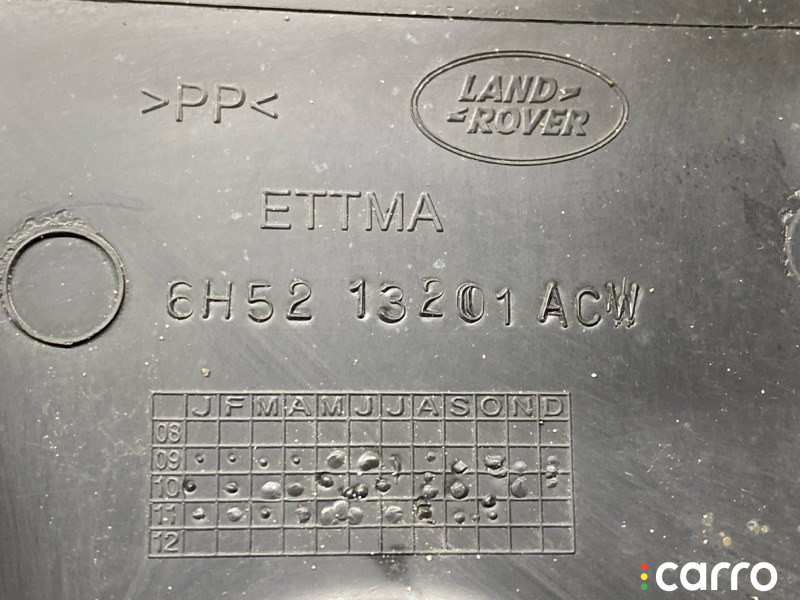 >PP<
LAND
ROVER
ETTMA
6H52 13201 ACW
J F M A M J J A S O N D
08
09
10
11
12
carro